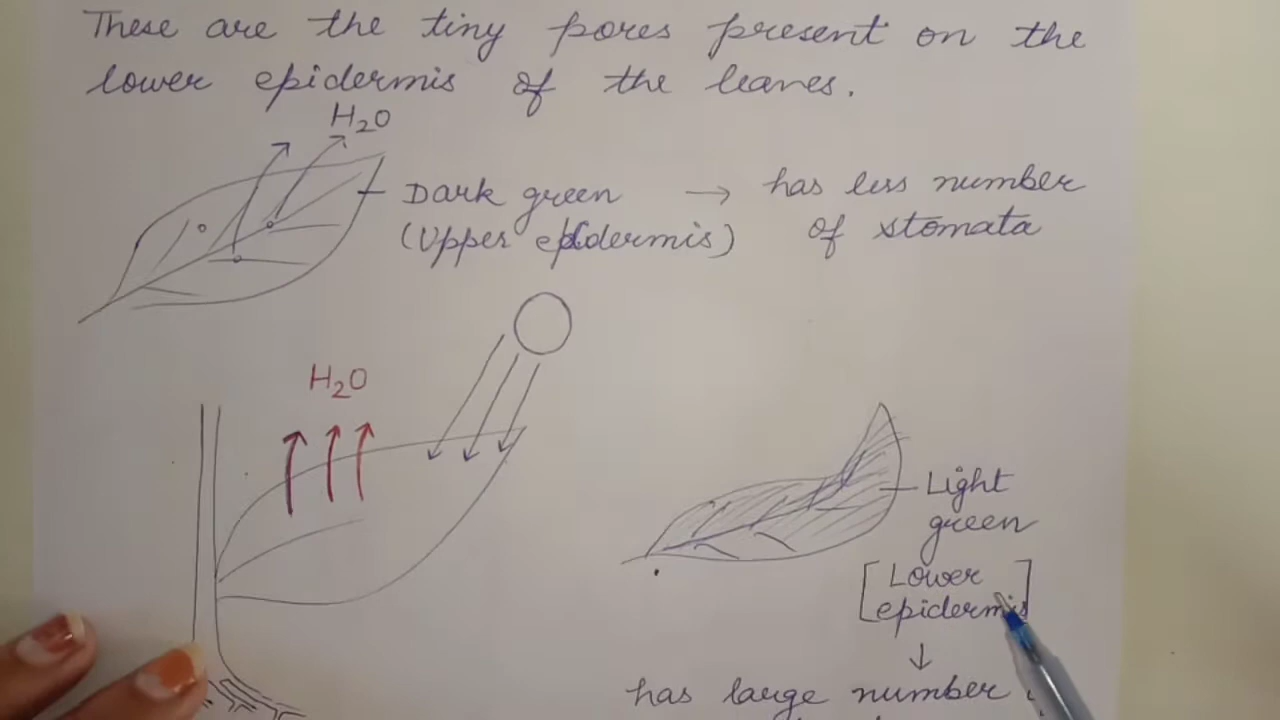 These are the tiny pores present on the
lower epidermis of the leaves.
H2O
Dark green → has less number
(Upper epidermis) of stomata
H2O
Light
green
[Lower
epidermis]
↓
has large number